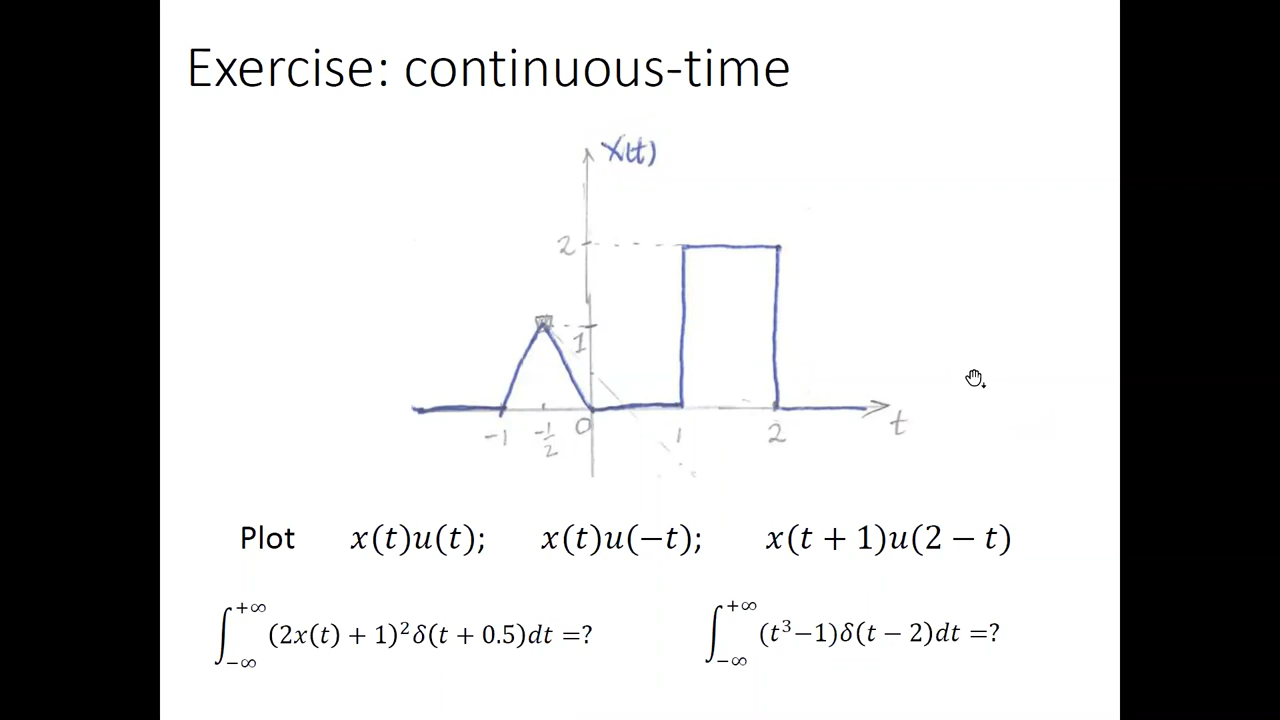 Exercise: continuous-time
X(t)
2
1
-1 -1/2 0 1 2 t
Plot x(t)u(t); x(t)u(−t); x(t + 1)u(2 − t)
∫_{−∞}^{+∞} (2x(t) + 1)²δ(t + 0.5)dt =? ∫_{−∞}^{+∞} (t³−1)δ(t − 2)dt =?